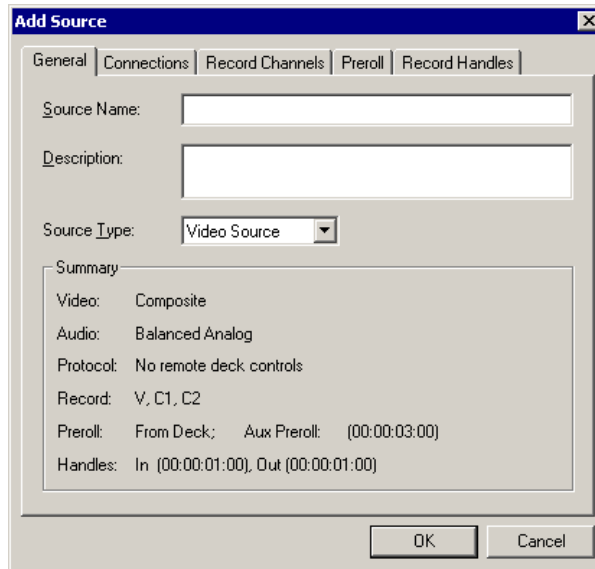 Add Source
General Connections Record Channels Preroll Record Handles
Source Name:
Description:
Source Type: Video Source
Summary
Video: Composite
Audio: Balanced Analog
Protocol: No remote deck controls
Record: V, C1, C2
Preroll: From Deck; Aux Preroll: (00:00:03:00)
Handles: In (00:00:01:00), Out (00:00:01:00)
OK Cancel